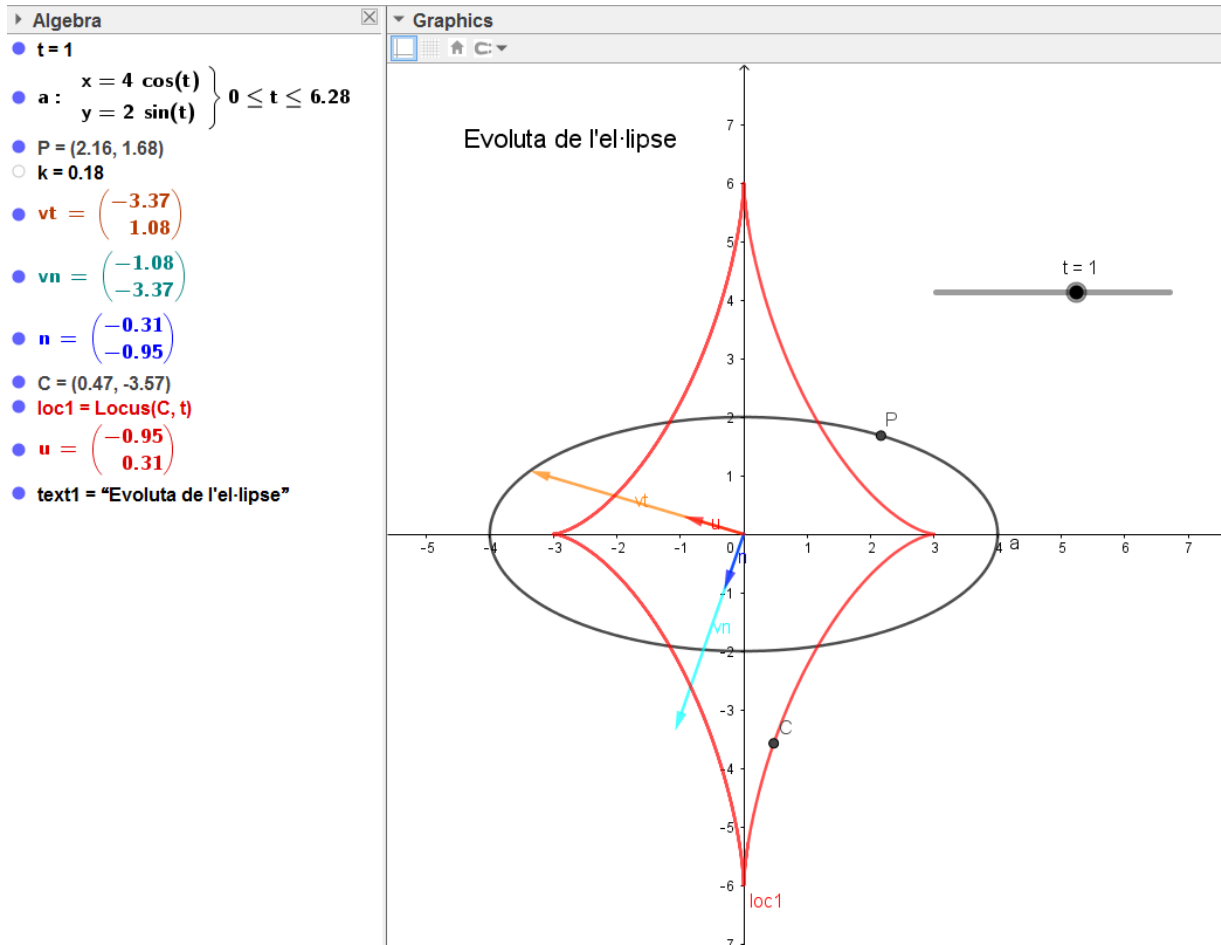 Algebra
t = 1
a : x = 4 cos(t)
y = 2 sin(t) } 0 ≤ t ≤ 6.28
P = (2.16, 1.68)
k = 0.18
vt = (−3.37
1.08)
vn = (−1.08
−3.37)
n = (−0.31
−0.95)
C = (0.47, -3.57)
loc1 = Locus(C, t)
u = (−0.95
0.31)
text1 = “Evoluta de l'el·lipse”
Graphics
Evoluta de l'el·lipse
7
6
5
4
3
2
1
0
-1
-2
-3
-4
-5
-6
-7
-5 -4 -3 -2 -1 0 1 2 3 4 5 6 7
t = 1
P
vt
u
n
a
vn
C
loc1